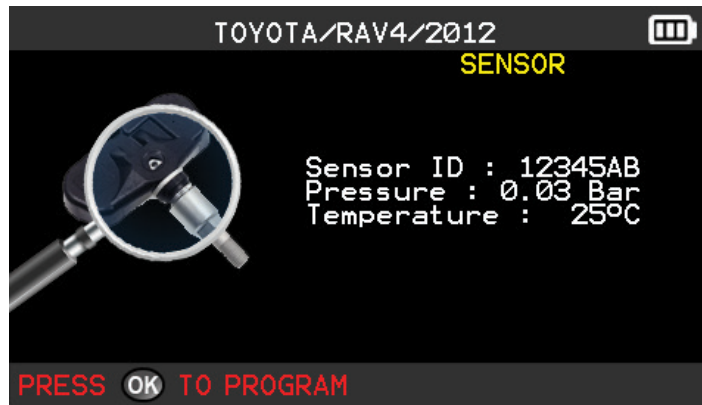 TOYOTA/RAV4/2012
SENSOR
Sensor ID : 12345AB
Pressure : 0.03 Bar
Temperature : 25ºC
PRESS OK TO PROGRAM